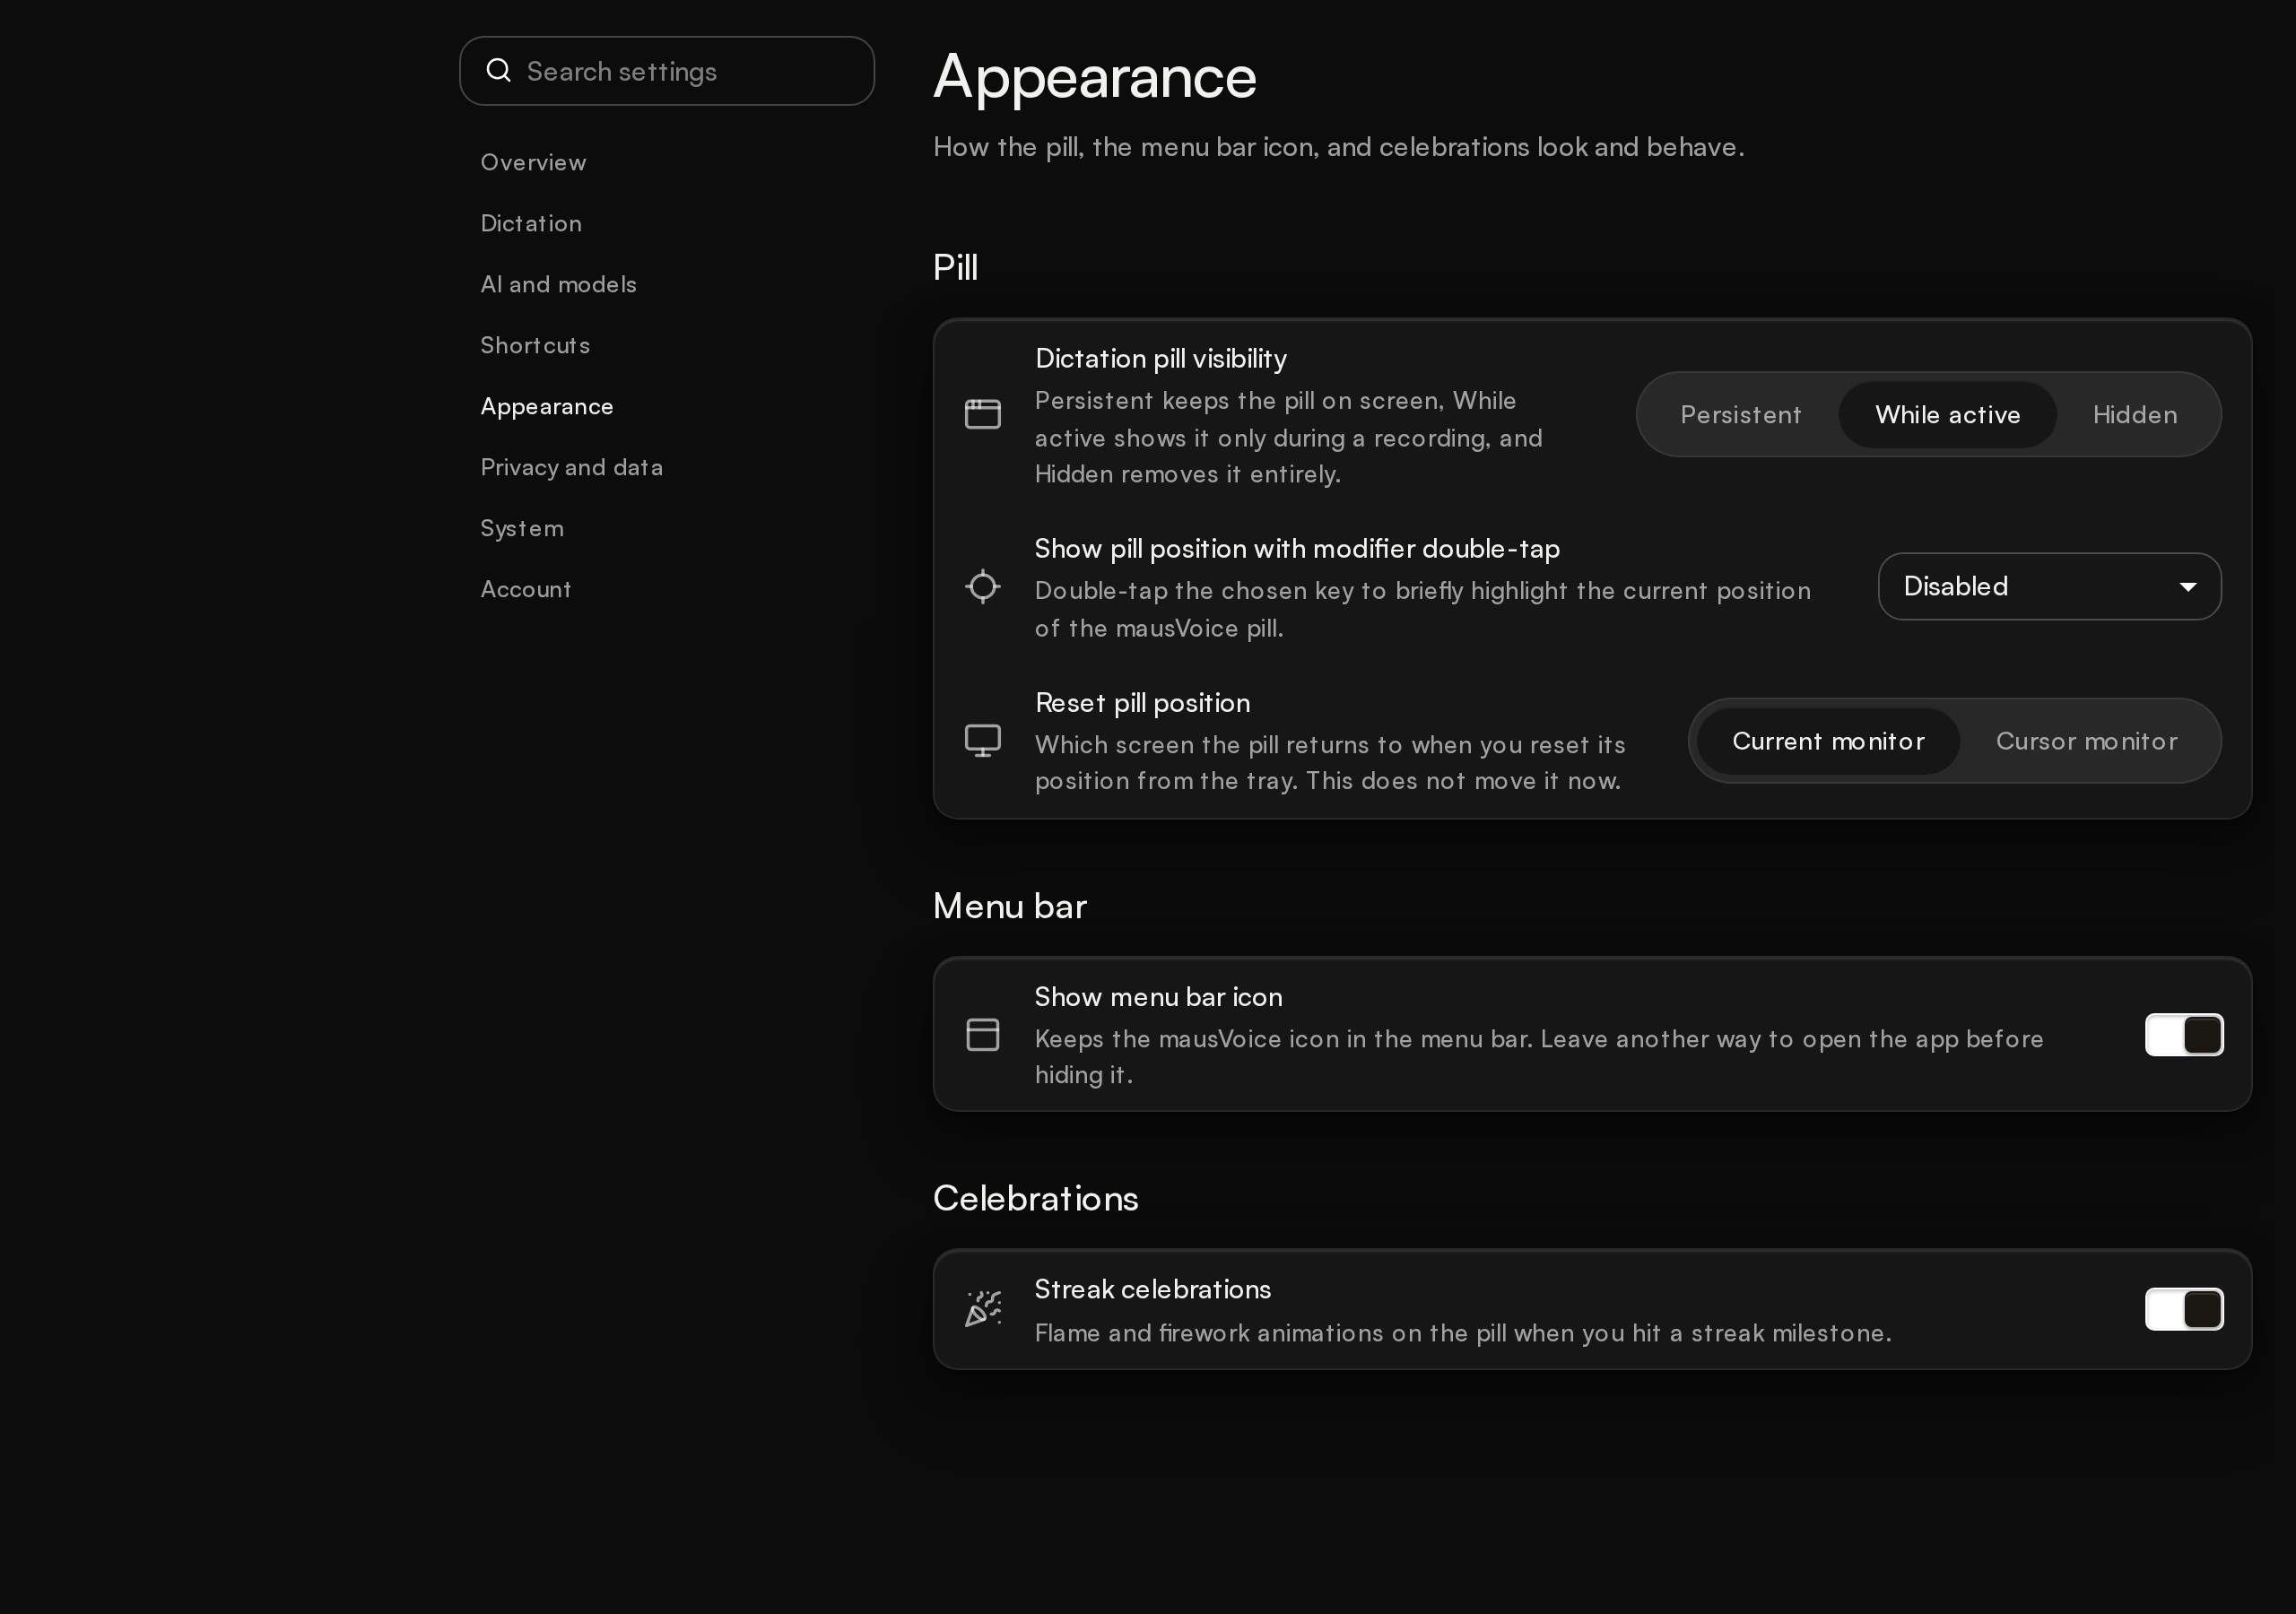 Search settings
Overview
Dictation
AI and models
Shortcuts
Appearance
Privacy and data
System
Account
Appearance
How the pill, the menu bar icon, and celebrations look and behave.
Pill
Dictation pill visibility
Persistent keeps the pill on screen, While
active shows it only during a recording, and
Hidden removes it entirely.
Persistent
While active
Hidden
Show pill position with modifier double-tap
Double-tap the chosen key to briefly highlight the current position
of the mausVoice pill.
Disabled
Reset pill position
Which screen the pill returns to when you reset its
position from the tray. This does not move it now.
Current monitor
Cursor monitor
Menu bar
Show menu bar icon
Keeps the mausVoice icon in the menu bar. Leave another way to open the app before
hiding it.
Celebrations
Streak celebrations
Flame and firework animations on the pill when you hit a streak milestone.